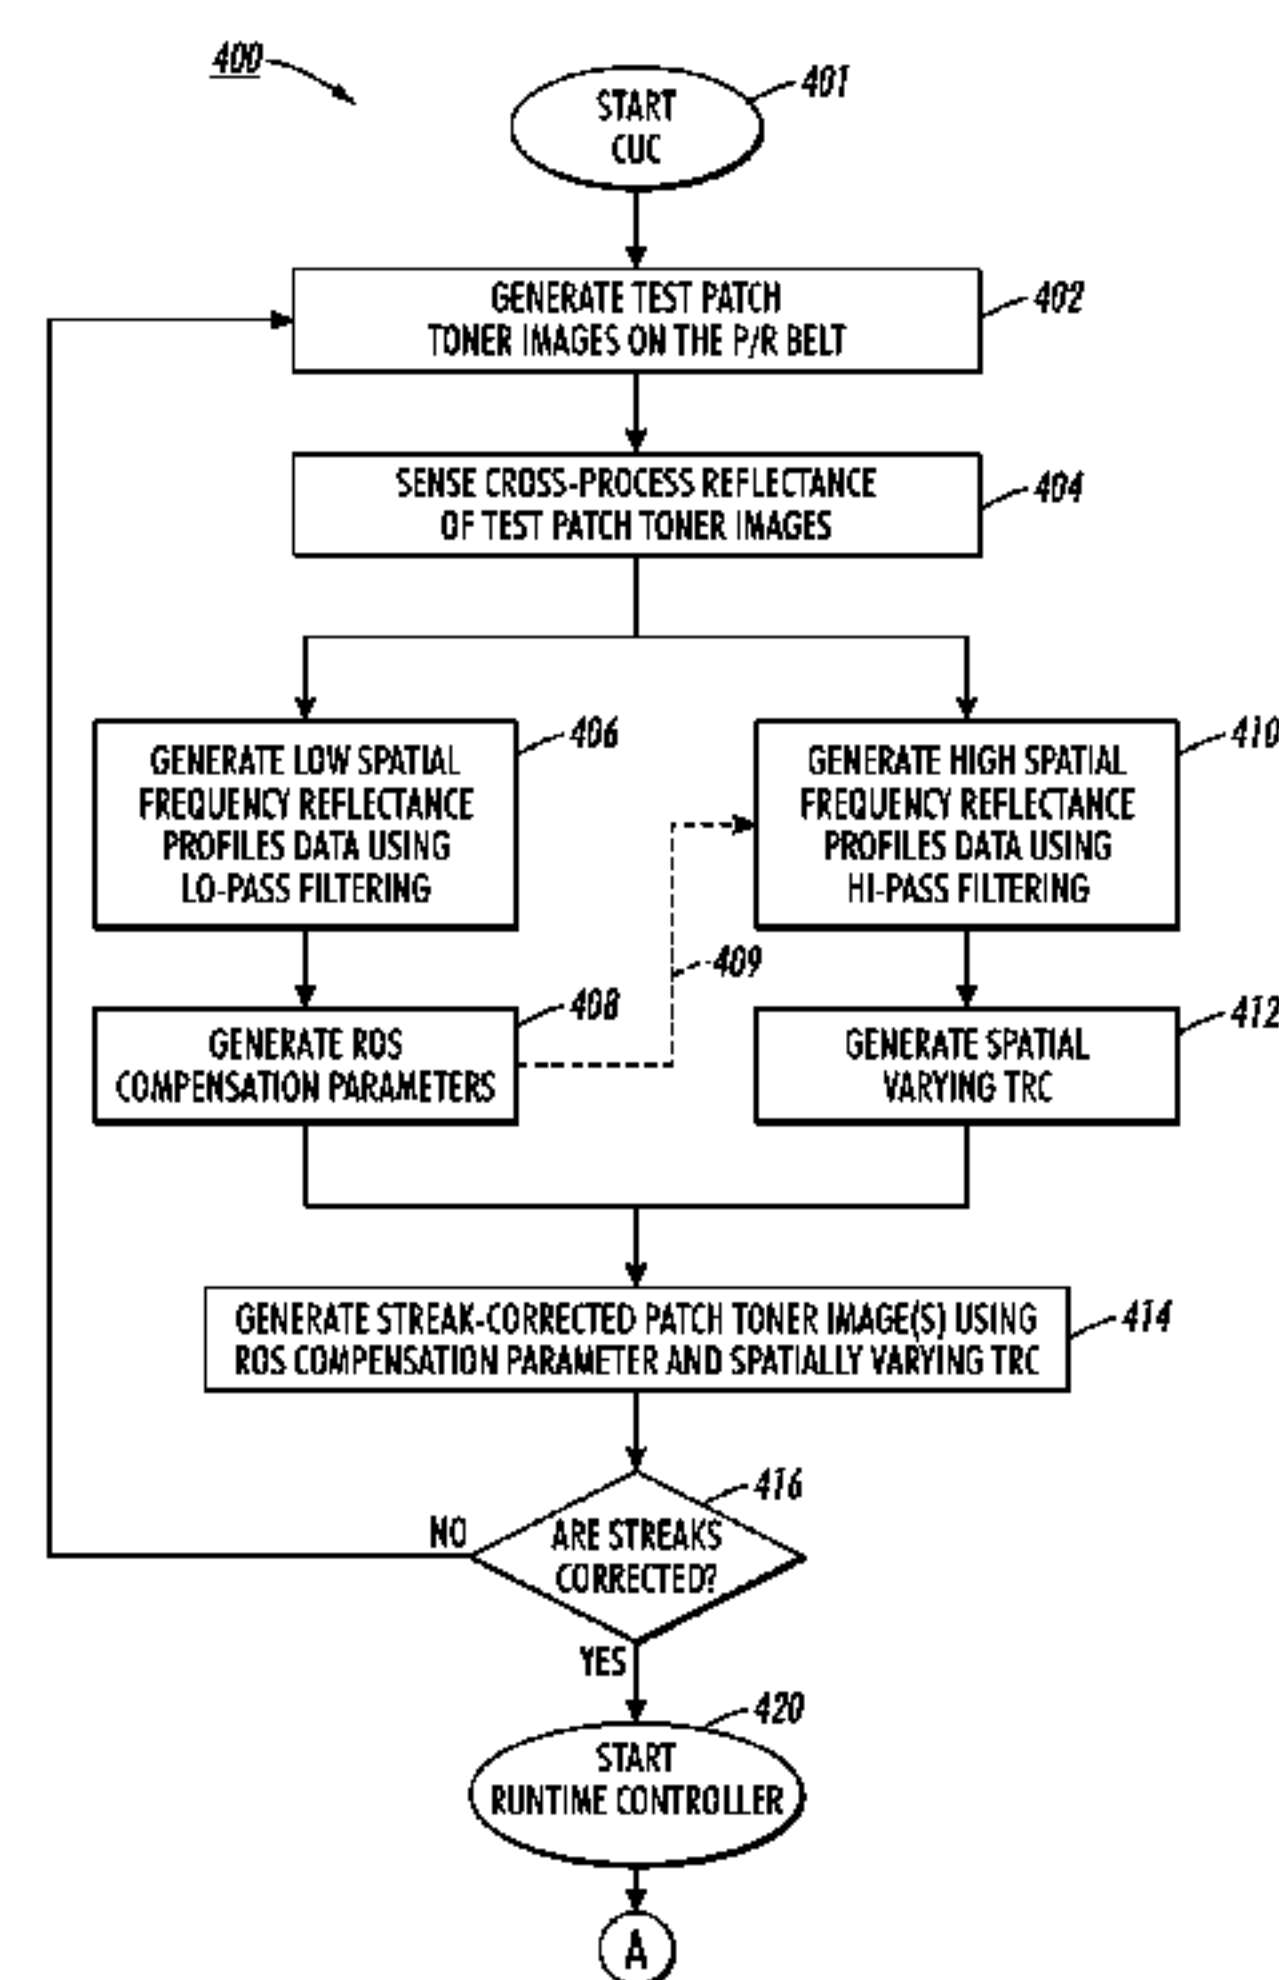 400
401
START
CUC
GENERATE TEST PATCH
TONER IMAGES ON THE P/R BELT
402
SENSE CROSS-PROCESS REFLECTANCE
OF TEST PATCH TONER IMAGES
404
GENERATE LOW SPATIAL
FREQUENCY REFLECTANCE
PROFILES DATA USING
LO-PASS FILTERING
406
GENERATE HIGH SPATIAL
FREQUENCY REFLECTANCE
PROFILES DATA USING
HI-PASS FILTERING
410
409
GENERATE ROS
COMPENSATION PARAMETERS
408
GENERATE SPATIAL
VARYING TRC
412
GENERATE STREAK-CORRECTED PATCH TONER IMAGE(S) USING
ROS COMPENSATION PARAMETER AND SPATIALLY VARYING TRC
414
416
NO
ARE STREAKS
CORRECTED?
YES
420
START
RUNTIME CONTROLLER
A